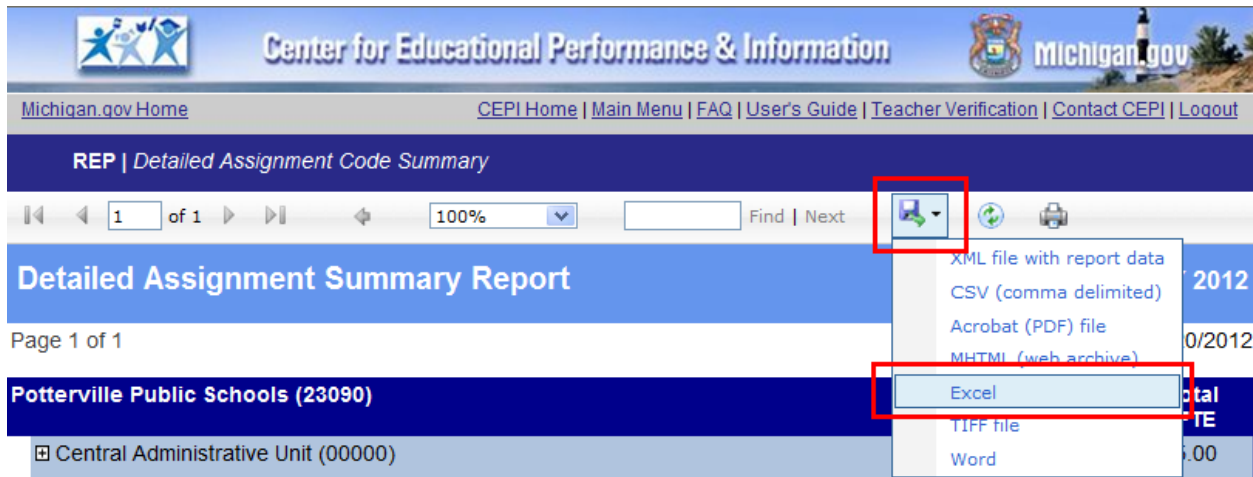 Center for Educational Performance & Information
Michigan.gov
Michigan.gov Home
CEPI Home | Main Menu | FAQ | User's Guide | Teacher Verification | Contact CEPI | Logout
REP | Detailed Assignment Code Summary
1 of 1 100% Find | Next
XML file with report data
CSV (comma delimited)
Acrobat (PDF) file
MHTML (web archive)
Excel
TIFF file
Word
Detailed Assignment Summary Report
2012
Page 1 of 1
0/2012
Potterville Public Schools (23090)
Central Administrative Unit (00000)
.00